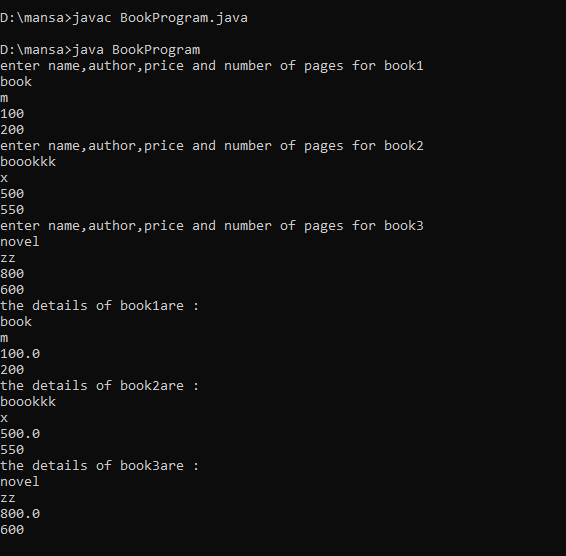 D:\mansa>javac BookProgram.java
D:\mansa>java BookProgram
enter name,author,price and number of pages for book1
book
m
100
200
enter name,author,price and number of pages for book2
boookkk
x
500
550
enter name,author,price and number of pages for book3
novel
zz
800
600
the details of book1are :
book
m
100.0
200
the details of book2are :
boookkk
x
500.0
550
the details of book3are :
novel
zz
800.0
600